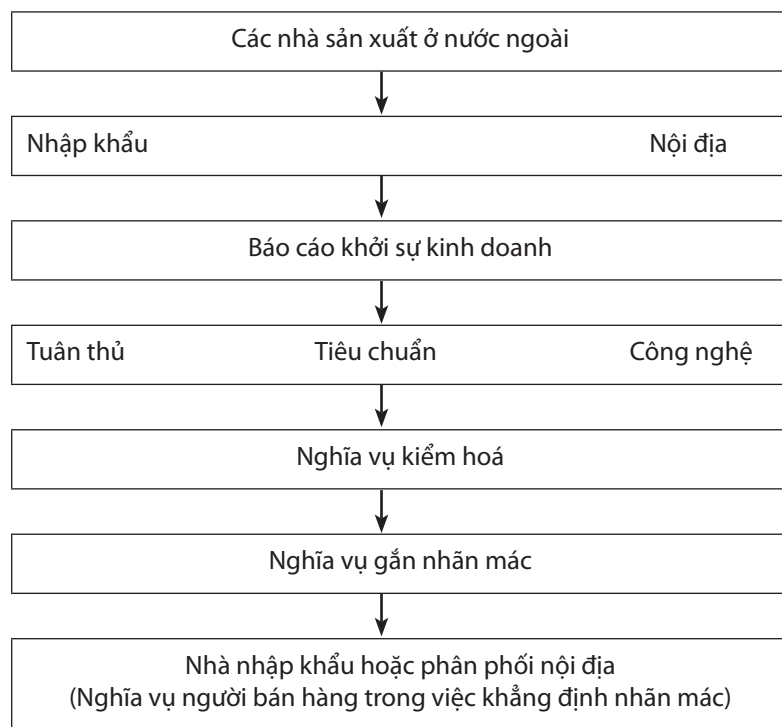 Các nhà sản xuất ở nước ngoài
Nhập khẩu Nội địa
Báo cáo khởi sự kinh doanh
Tuân thủ Tiêu chuẩn Công nghệ
Nghĩa vụ kiểm hoá
Nghĩa vụ gắn nhãn mác
Nhà nhập khẩu hoặc phân phối nội địa
(Nghĩa vụ người bán hàng trong việc khẳng định nhãn mác)